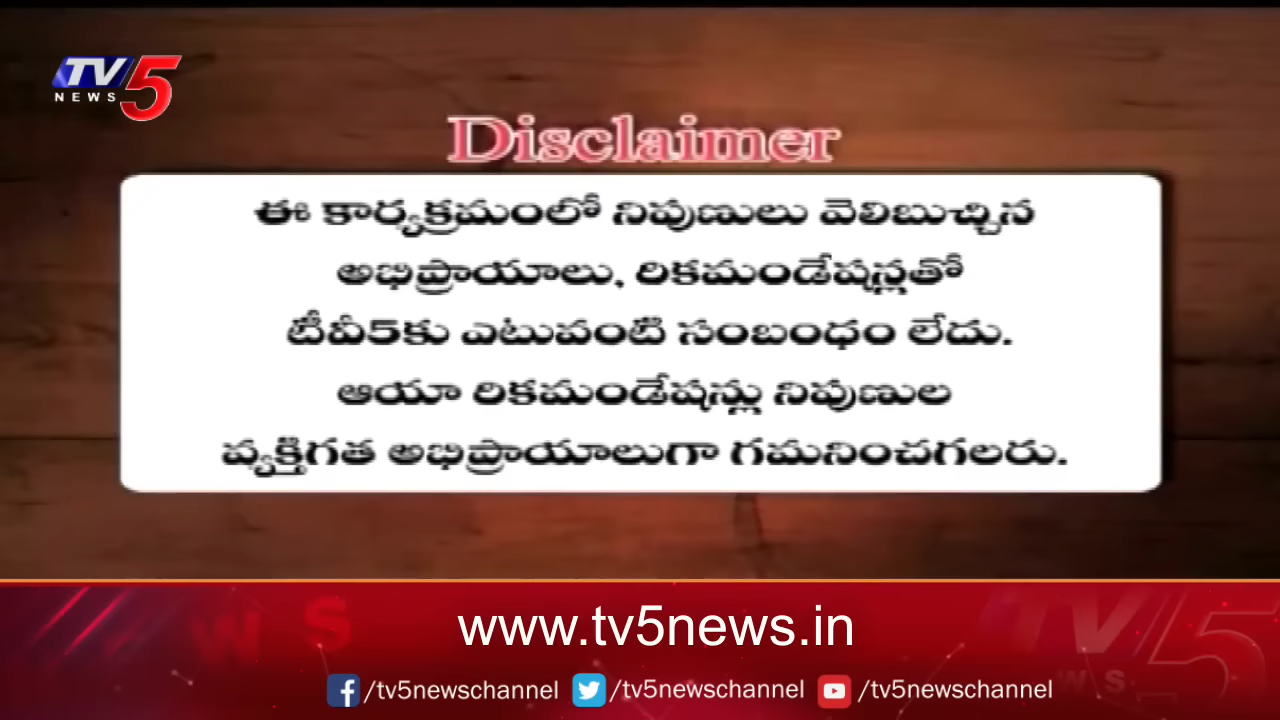 TV5
NEWS
Disclaimer
ఈ కార్యక్రమంలో నిపుణులు వెలిబుచ్చిన
అభిప్రాయాలు, రికమండేషన్లతో
టీవీ5కు ఎటువంటి సంబంధం లేదు.
ఆయా రికమండేషన్లు నిపుణుల
వ్యక్తిగత అభిప్రాయాలుగా గమనించగలరు.
www.tv5news.in
/tv5newschannel /tv5newschannel /tv5newschannel